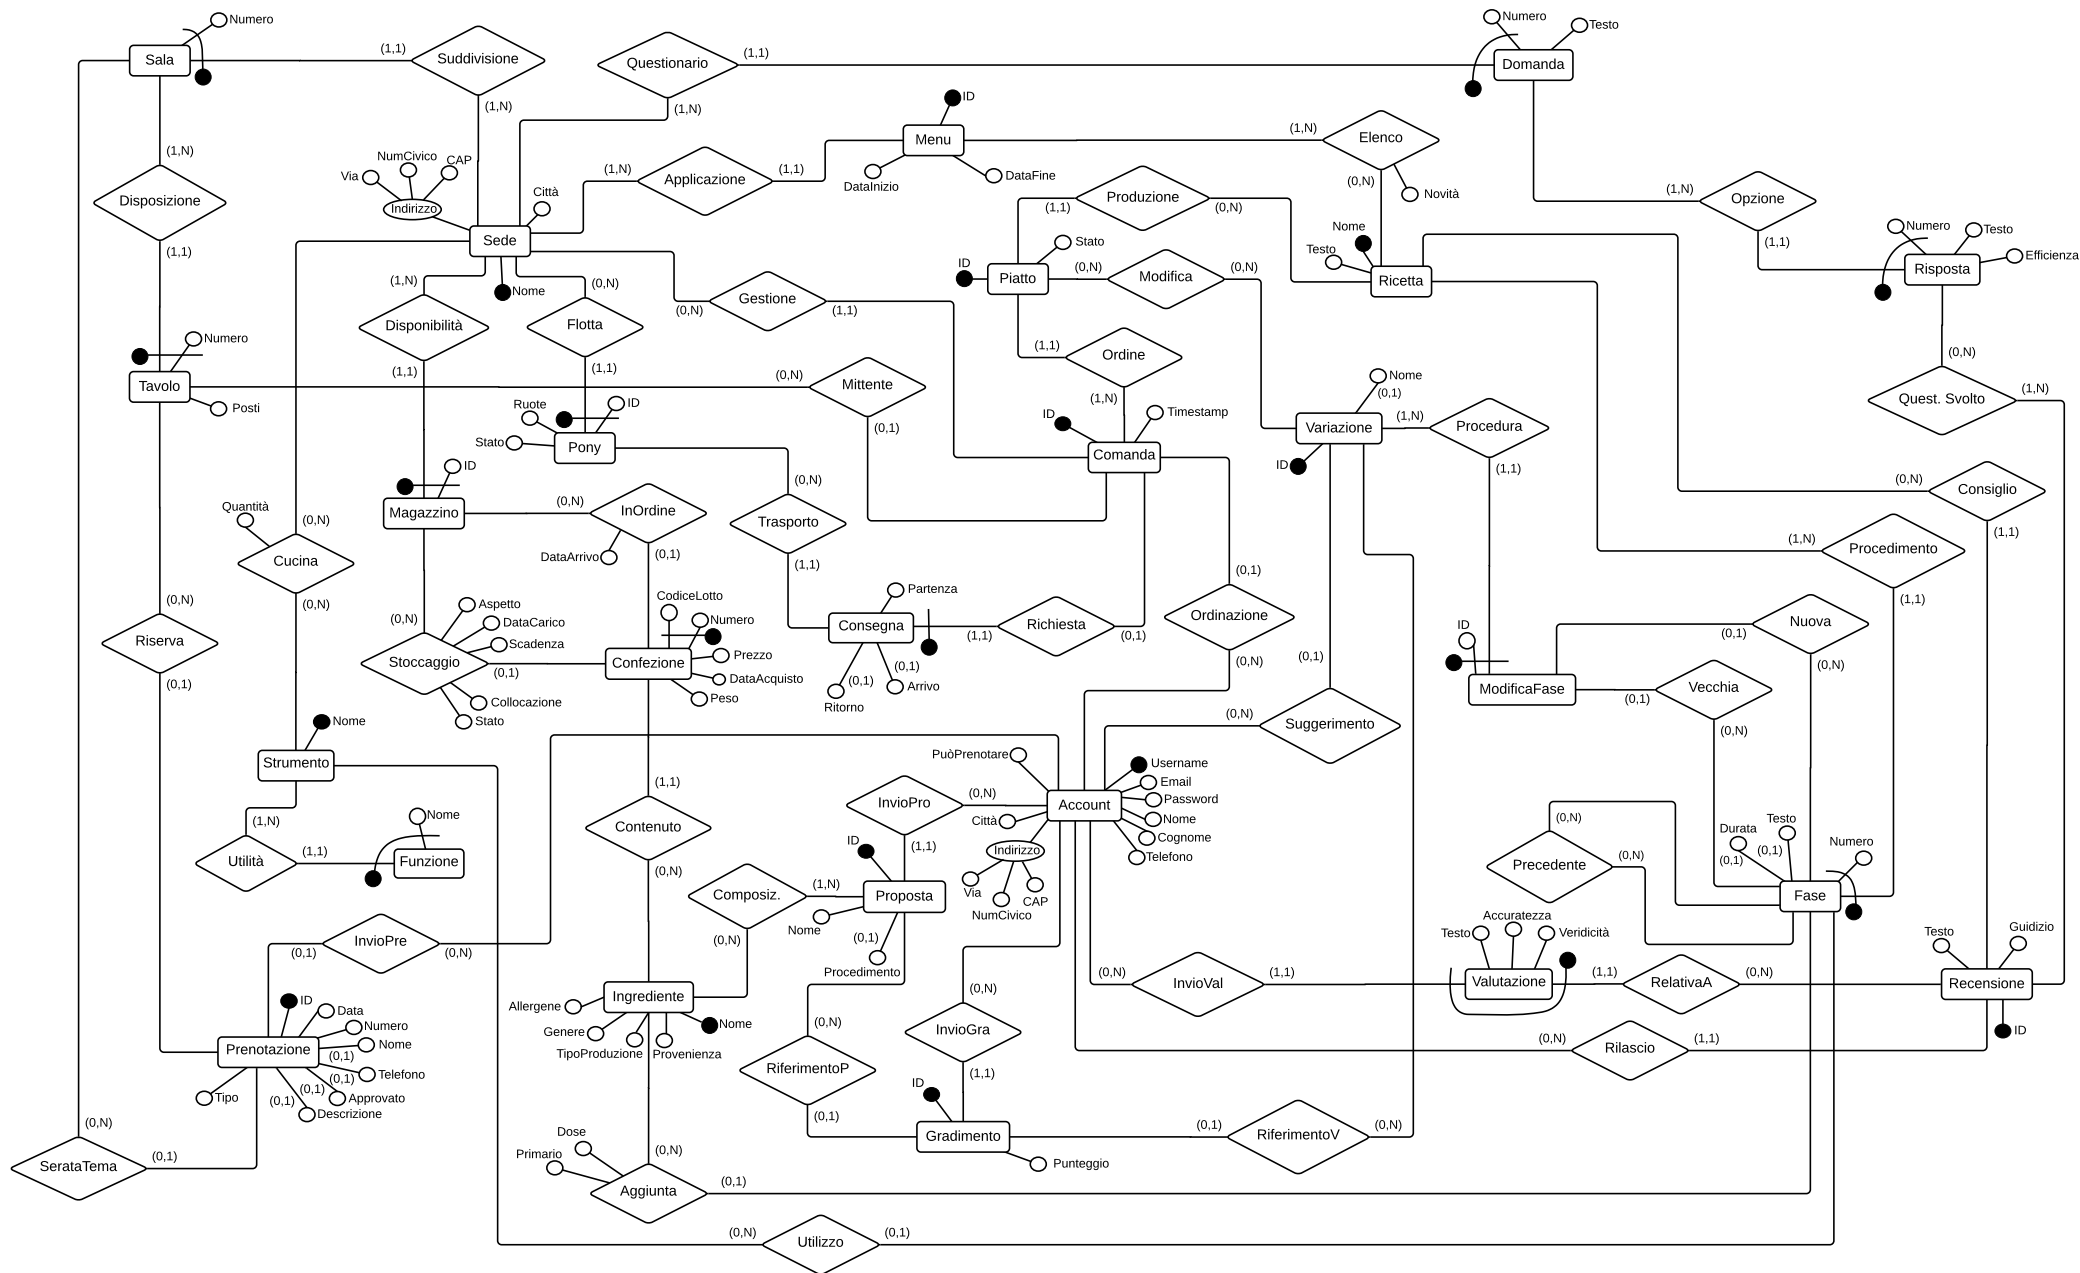 Numero
Sala
(1,1)
Suddivisione
(1,N)
Questionario
(1,1)
(1,N)
Numero
Testo
Domanda
ID
Menu
DataInizio
DataFine
(1,N)
Elenco
(0,N)
Novità
(1,N)
Applicazione
(1,1)
(1,N)
Disposizione
(1,1)
Via
NumCivico
CAP
Indirizzo
Città
Sede
Nome
(1,1)
Produzione
(0,N)
(1,N)
Opzione
(1,1)
Numero
Testo
Efficienza
Risposta
Nome
Testo
Ricetta
ID
Stato
Piatto
(0,N)
Modifica
(0,N)
(1,N)
Disponibilità
(1,1)
(0,N)
Flotta
(1,1)
(0,N)
Gestione
(1,1)
(1,1)
Ordine
(1,N)
Numero
Tavolo
Posti
(0,N)
Mittente
(0,1)
(0,N)
Quest. Svolto
(1,N)
Nome
(0,1)
Variazione
ID
(1,N)
Procedura
(1,1)
Ruote
ID
Stato
Pony
ID
Timestamp
Comanda
ID
Magazzino
(0,N)
InOrdine
DataArrivo
(0,1)
(0,N)
Trasporto
(1,1)
(0,N)
Consiglio
(1,1)
Quantità
(0,N)
Cucina
(0,N)
(1,N)
Procedimento
(1,1)
(0,N)
Riserva
(0,1)
(0,N)
Stoccaggio
(0,1)
Aspetto
DataCarico
Scadenza
Collocazione
Stato
CodiceLotto
Numero
Confezione
Prezzo
DataAcquisto
Peso
Partenza
Consegna
(0,1)
Ritorno
(0,1)
Arrivo
(1,1)
Richiesta
(0,1)
(0,1)
Ordinazione
(0,N)
(0,1)
Suggerimento
(0,N)
ID
ModificaFase
(0,1)
Nuova
(0,N)
(0,1)
Vecchia
(0,N)
Nome
Strumento
(1,N)
Utilità
(1,1)
Nome
Funzione
(1,1)
Contenuto
(0,N)
InvioPro
(0,N)
(1,1)
PuòPrenotare
Account
Username
Email
Password
Nome
Cognome
Telefono
Città
Indirizzo
Via
NumCivico
CAP
ID
Proposta
Nome
(0,1)
Procedimento
Composiz.
(1,N)
(0,N)
(0,N)
Precedente
(0,N)
Durata
(0,1)
Testo
(0,1)
Numero
Fase
(0,1)
InvioPre
(0,N)
Testo
Accuratezza
Veridicità
Valutazione
(0,N)
InvioVal
(1,1)
(1,1)
RelativaA
(0,N)
Testo
Guidizio
Recensione
ID
ID
Data
Numero
Nome
(0,1)
Telefono
(0,1)
Approvato
(0,1)
Descrizione
(0,1)
Tipo
Prenotazione
Allergene
Ingrediente
Genere
TipoProduzione
Provenienza
Nome
(0,N)
RiferimentoP
(0,1)
(0,N)
InvioGra
(1,1)
(0,N)
Rilascio
(1,1)
ID
Gradimento
Punteggio
(0,1)
RiferimentoV
(0,N)
(0,N)
SerataTema
(0,1)
Dose
Primario
(0,N)
Aggiunta
(0,1)
(0,N)
Utilizzo
(0,1)